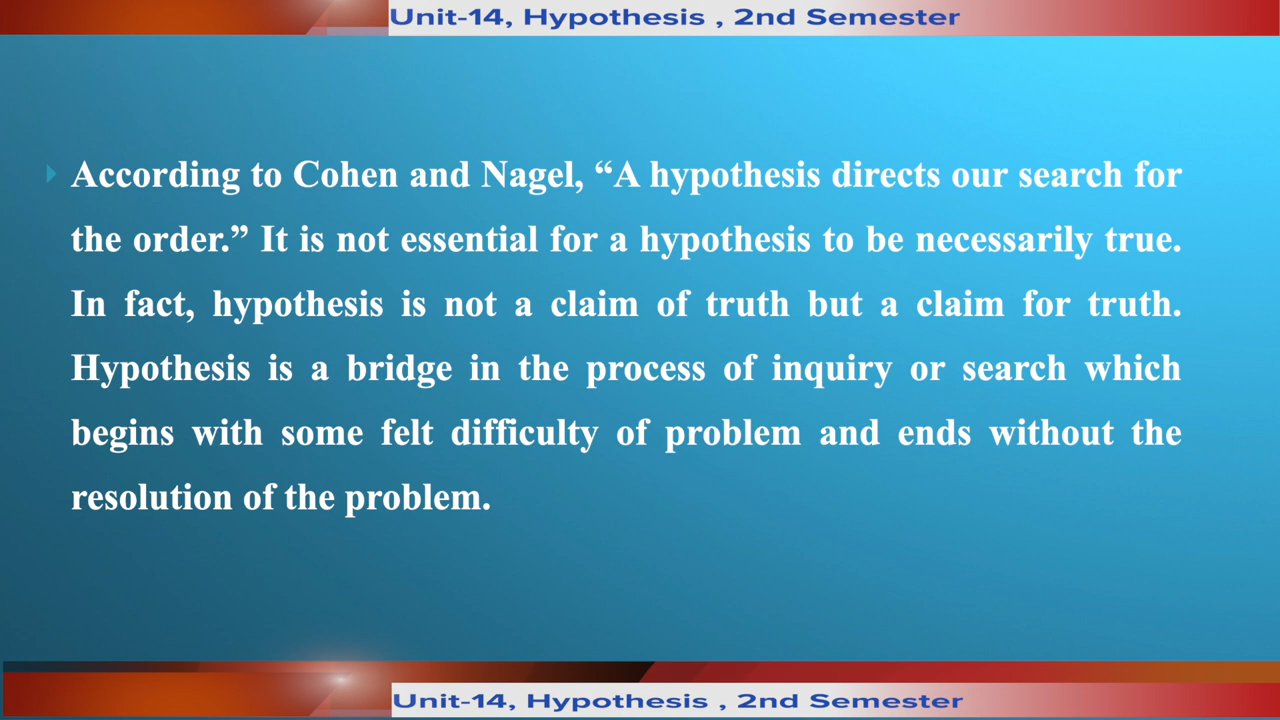 Unit-14, Hypothesis , 2nd Semester
According to Cohen and Nagel, “A hypothesis directs our search for
the order.” It is not essential for a hypothesis to be necessarily true.
In fact, hypothesis is not a claim of truth but a claim for truth.
Hypothesis is a bridge in the process of inquiry or search which
begins with some felt difficulty of problem and ends without the
resolution of the problem.
Unit-14, Hypothesis , 2nd Semester